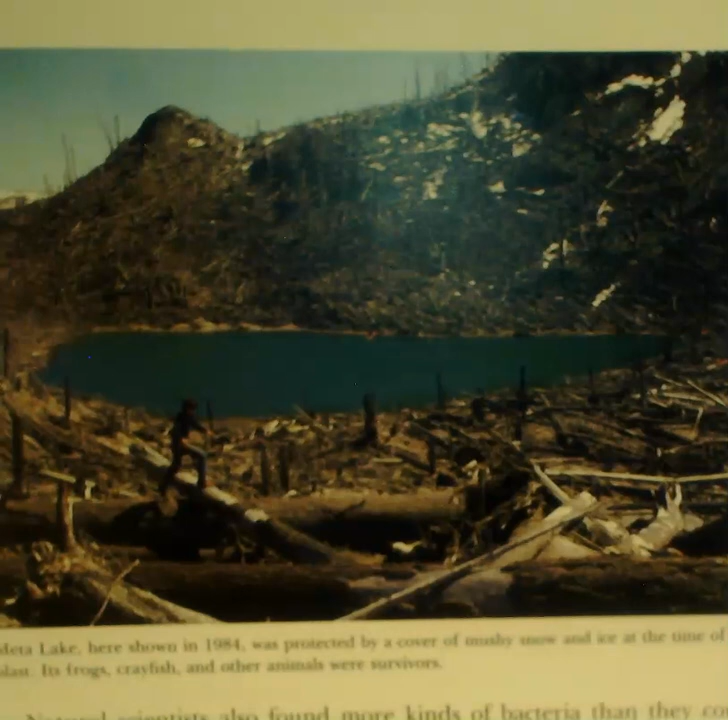 deta Lake, here shown in 1984, was protected by a cover of mushy snow and ice at the time of
blast. Its frogs, crayfish, and other animals were survivors.
Natural scientists also found more kinds of bacteria than they